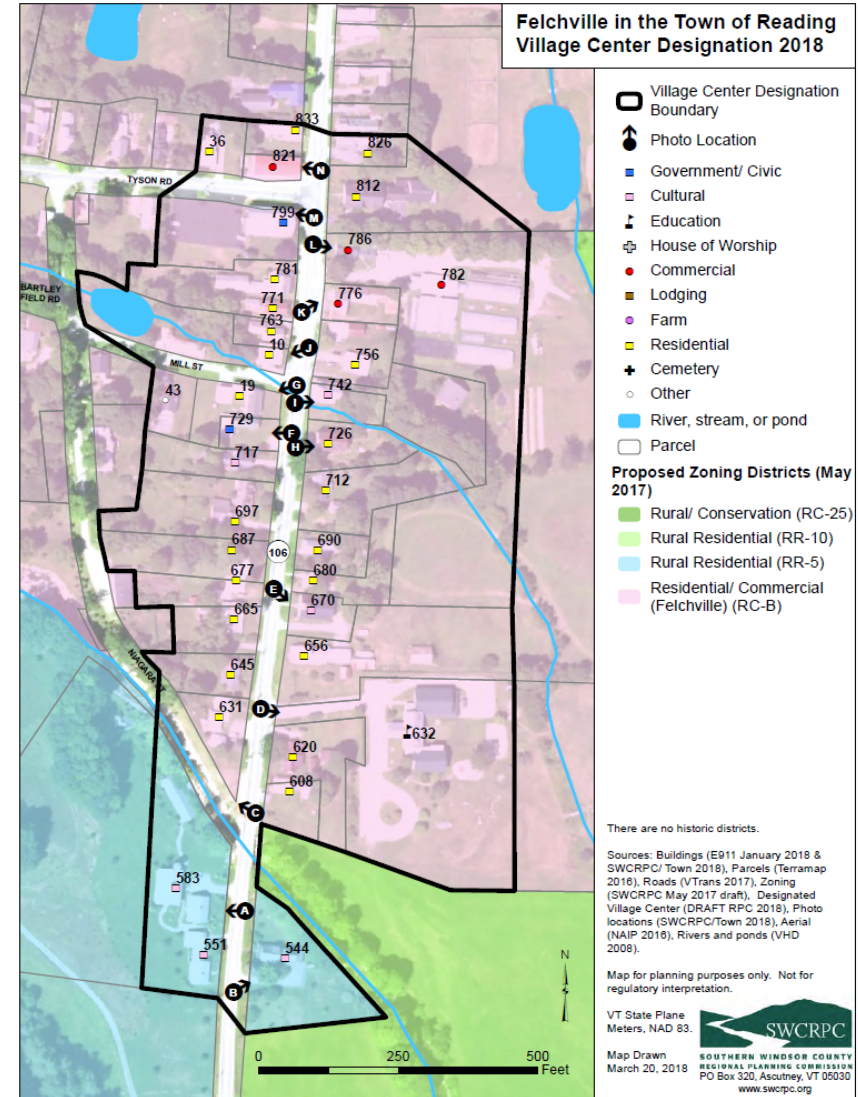 Felchville in the Town of Reading
Village Center Designation 2018
Village Center Designation
Boundary
Photo Location
Government/ Civic
Cultural
Education
House of Worship
Commercial
Lodging
Farm
Residential
Cemetery
Other
River, stream, or pond
Parcel
Proposed Zoning Districts (May
2017)
Rural/ Conservation (RC-25)
Rural Residential (RR-10)
Rural Residential (RR-5)
Residential/ Commercial
(Felchville) (RC-B)
There are no historic districts.
Sources: Buildings (E911 January 2018 &
SWCRPC/ Town 2018), Parcels (Terramap
2016), Roads (VTrans 2017), Zoning
(SWCRPC May 2017 draft), Designated
Village Center (DRAFT RPC 2018), Photo
locations (SWCRPC/Town 2018), Aerial
(NAIP 2016), Rivers and ponds (VHD
2008).
Map for planning purposes only. Not for
regulatory interpretation.
VT State Plane
Meters, NAD 83.
Map Drawn
March 20, 2018
SWCRPC
SOUTHERN WINDSOR COUNTY
REGIONAL PLANNING COMMISSION
PO Box 320, Ascutney, VT 05030
www.swcrpc.org
833
36
826
821
N
TYSON RD
812
799
M
L
786
781
782
BARTLEY
FIELD RD
771
776
K
763
10
J
MILL ST
756
43
19
G
742
I
729
F
726
H
717
712
697
687
106
690
677
680
E
670
665
656
NIAGARA ST
645
631
D
632
620
608
C
583
A
551
544
B
N
0
250
500
Feet